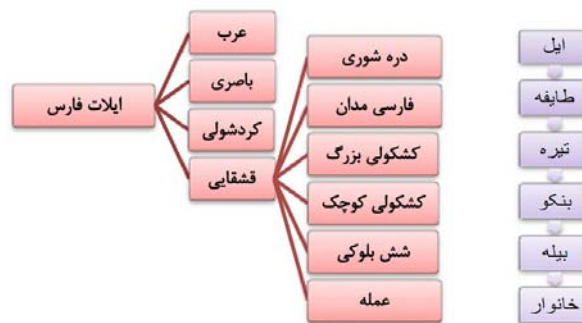 ایلات فارس
عرب
باصری
کردشولی
قشقایی
دره شوری
فارسی مدان
کشکولی بزرگ
کشکولی کوچک
شش بلوکی
عمله
ایل
طایفه
تیره
بنکو
بیله
خانوار